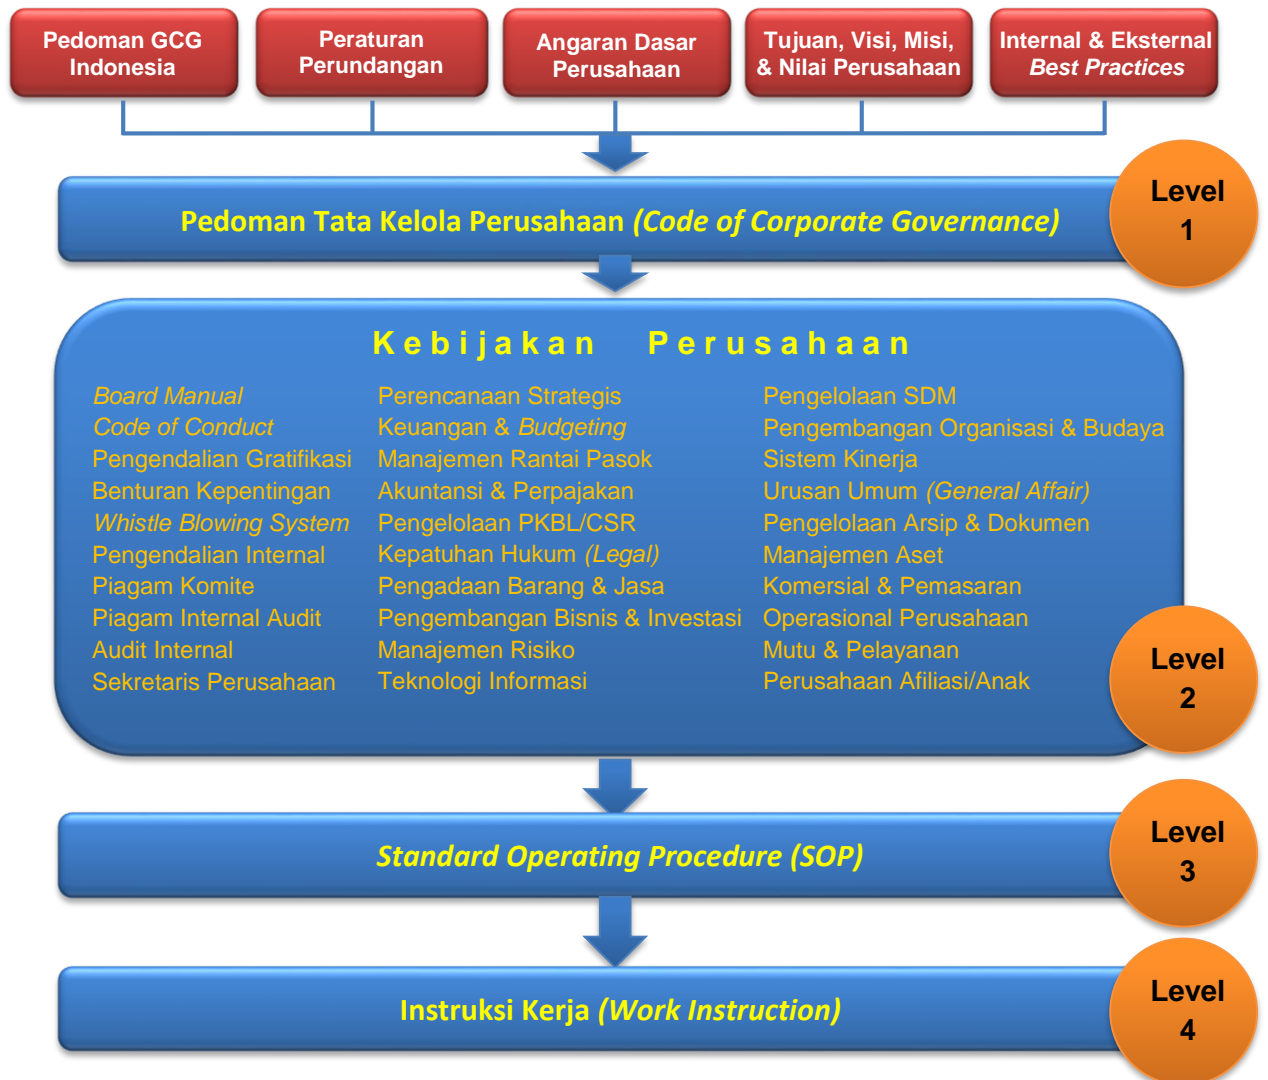 Pedoman GCG
Indonesia
Peraturan
Perundangan
Angaran Dasar
Perusahaan
Tujuan, Visi, Misi,
& Nilai Perusahaan
Internal & Eksternal
Best Practices
Pedoman Tata Kelola Perusahaan (Code of Corporate Governance)
Level
1
Kebijakan Perusahaan
Board Manual
Code of Conduct
Pengendalian Gratifikasi
Benturan Kepentingan
Whistle Blowing System
Pengendalian Internal
Piagam Komite
Piagam Internal Audit
Audit Internal
Sekretaris Perusahaan
Perencanaan Strategis
Keuangan & Budgeting
Manajemen Rantai Pasok
Akuntansi & Perpajakan
Pengelolaan PKBL/CSR
Kepatuhan Hukum (Legal)
Pengadaan Barang & Jasa
Pengembangan Bisnis & Investasi
Manajemen Risiko
Teknologi Informasi
Pengelolaan SDM
Pengembangan Organisasi & Budaya
Sistem Kinerja
Urusan Umum (General Affair)
Pengelolaan Arsip & Dokumen
Manajemen Aset
Komersial & Pemasaran
Operasional Perusahaan
Mutu & Pelayanan
Perusahaan Afiliasi/Anak
Level
2
Standard Operating Procedure (SOP)
Level
3
Instruksi Kerja (Work Instruction)
Level
4